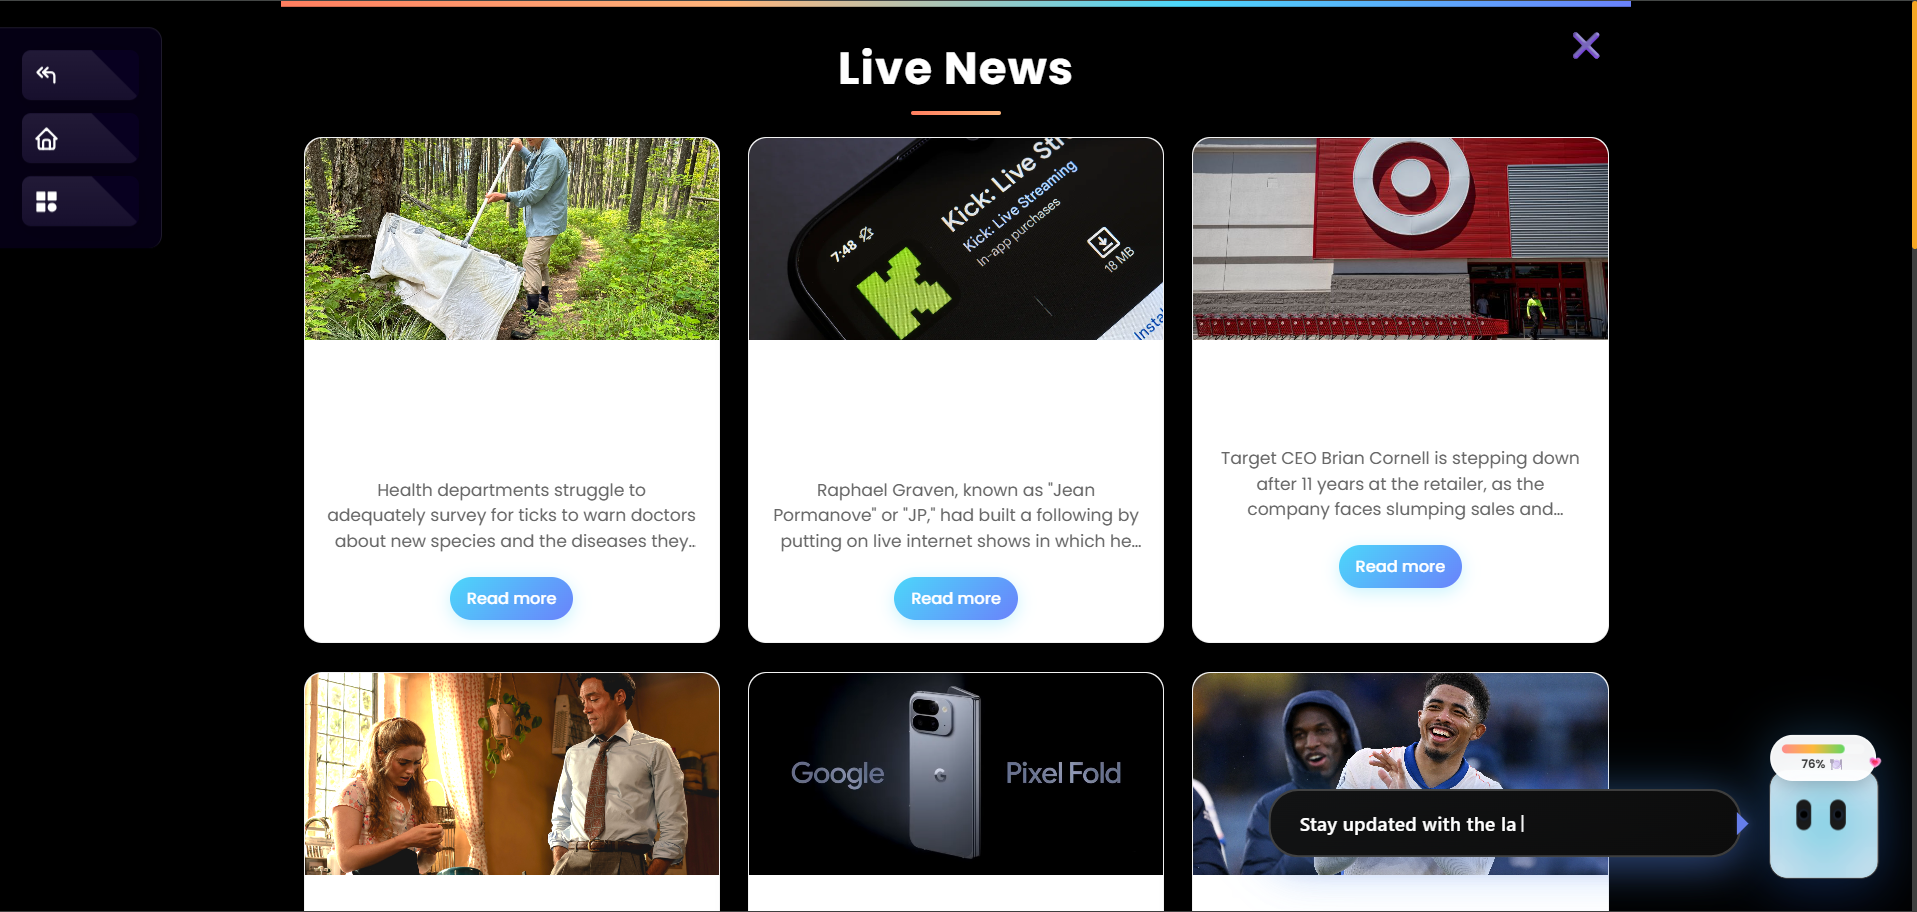 Live News
7:48
Kick: Live Str
Kick: Live Streaming
In-app purchases
18 MB
Insta
Health departments struggle to
adequately survey for ticks to warn doctors
about new species and the diseases they..
Read more
Raphael Graven, known as "Jean
Pormanove" or "JP," had built a following by
putting on live internet shows in which he...
Read more
Target CEO Brian Cornell is stepping down
after 11 years at the retailer, as the
company faces slumping sales and...
Read more
Google
G
Pixel Fold
Stay updated with the la
76%